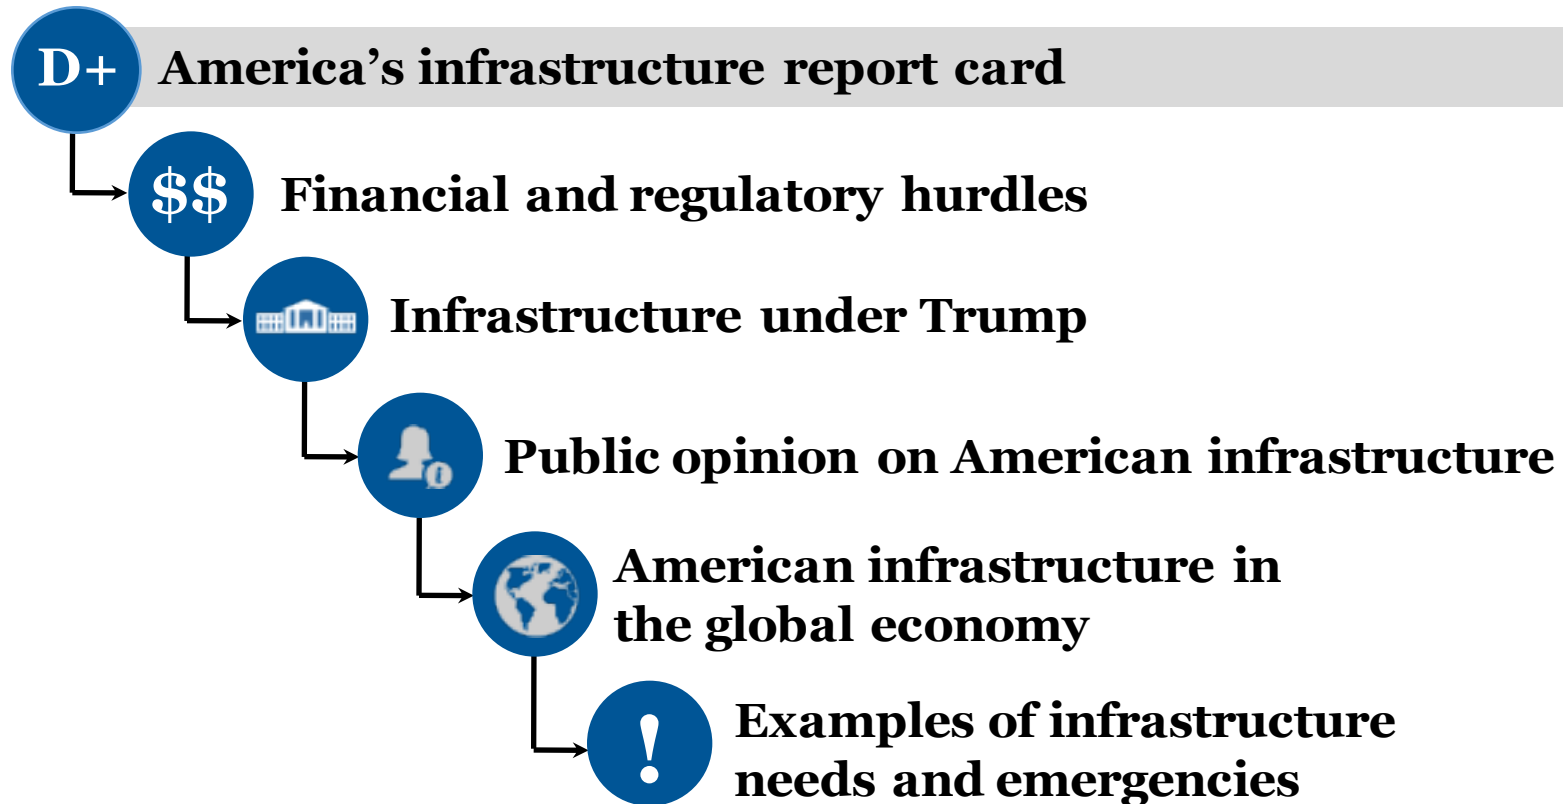 D+ America’s infrastructure report card
$$ Financial and regulatory hurdles
Infrastructure under Trump
Public opinion on American infrastructure
American infrastructure in
the global economy
! Examples of infrastructure
needs and emergencies